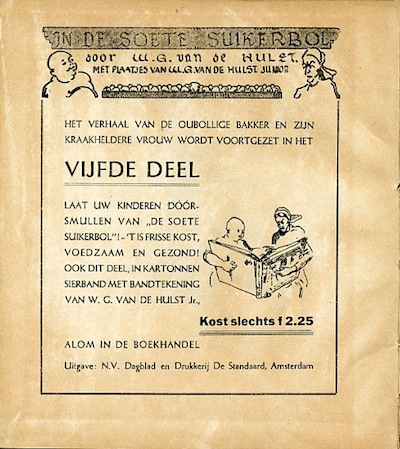 IN DE SOETE SUIKERBOL
door W.G. van de HULST.
MET PLAATJES van W.G. VAN DE HULST JUNIOR
HET VERHAAL VAN DE OUBOLLIGE BAKKER EN ZIJN
KRAAKHELDERE VROUW WORDT VOORTGEZET IN HET
VIJFDE DEEL
LAAT UW KINDEREN DÓÓR-
SMULLEN VAN „DE SOETE
SUIKERBOL"! - 'T IS FRISSE KOST,
VOEDZAAM EN GEZOND!
OOK DIT DEEL, IN KARTONNEN
SIERBAND MET BANDTEKENING
VAN W. G. VAN DE HULST Jr.,
Kost slechts f 2.25
ALOM IN DE BOEKHANDEL
Uitgave: N.V. Dagblad en Drukkerij De Standaard, Amsterdam